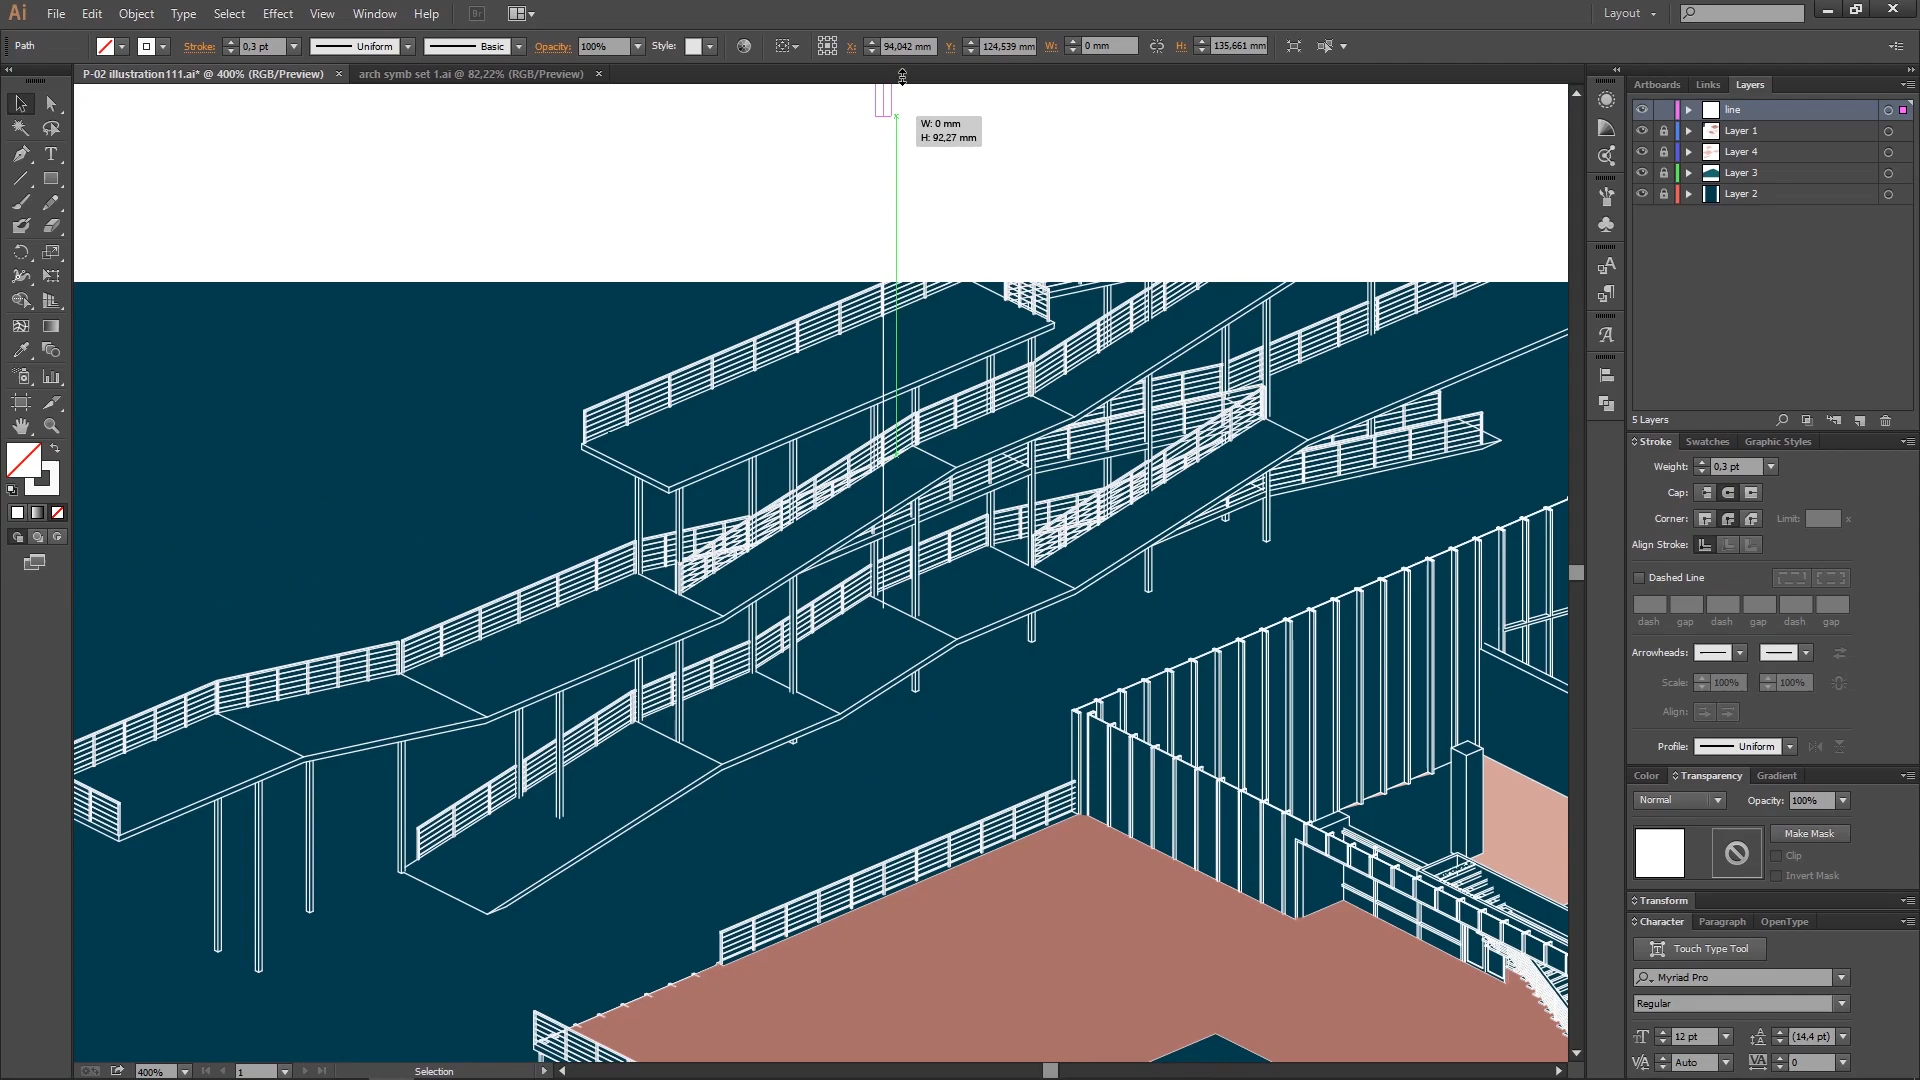 Ai File Edit Object Type Select Effect View Window Help Br Layout
Path Stroke: 0,3 pt Uniform Basic Opacity: 100% Style: X: 94,042 mm Y: 124,539 mm W: 0 mm H: 135,661 mm
P-02 illustration111.ai* @ 400% (RGB/Preview) × arch symb set 1.ai @ 82,22% (RGB/Preview) ×
Artboards Links Layers
line
Layer 1
Layer 4
Layer 3
Layer 2
W: 0 mm
H: 92,27 mm
5 Layers
Stroke Swatches Graphic Styles
Weight: 0,3 pt
Cap:
Corner: Limit: x
Align Stroke:
Dashed Line
dash gap dash gap dash gap
Arrowheads:
Scale: 100% 100%
Align:
Profile: Uniform
Color Transparency Gradient
Normal Opacity: 100%
Make Mask
Clip
Invert Mask
Transform
Character Paragraph OpenType
Touch Type Tool
Myriad Pro
Regular
12 pt (14,4 pt)
Auto 0
400% 1 Selection